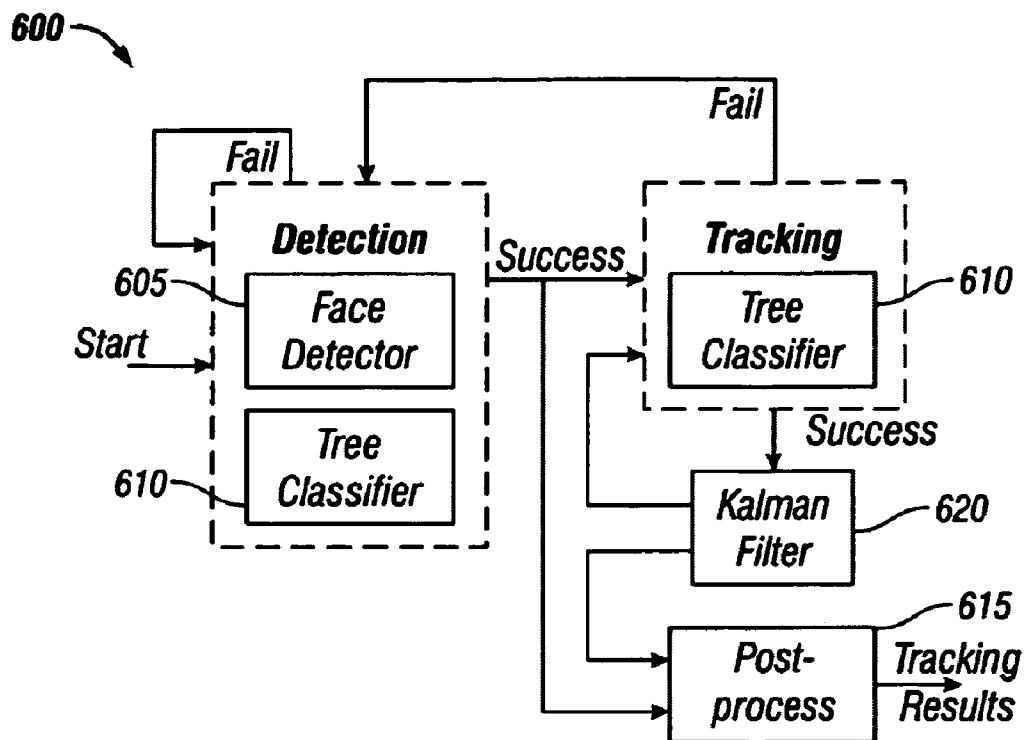 600
Fail
Fail
Detection
Success
Tracking
605
Face
Detector
Start
Tree
Classifier
610
Tree
Classifier
610
Success
Kalman
Filter
620
615
Post-
process
Tracking
Results